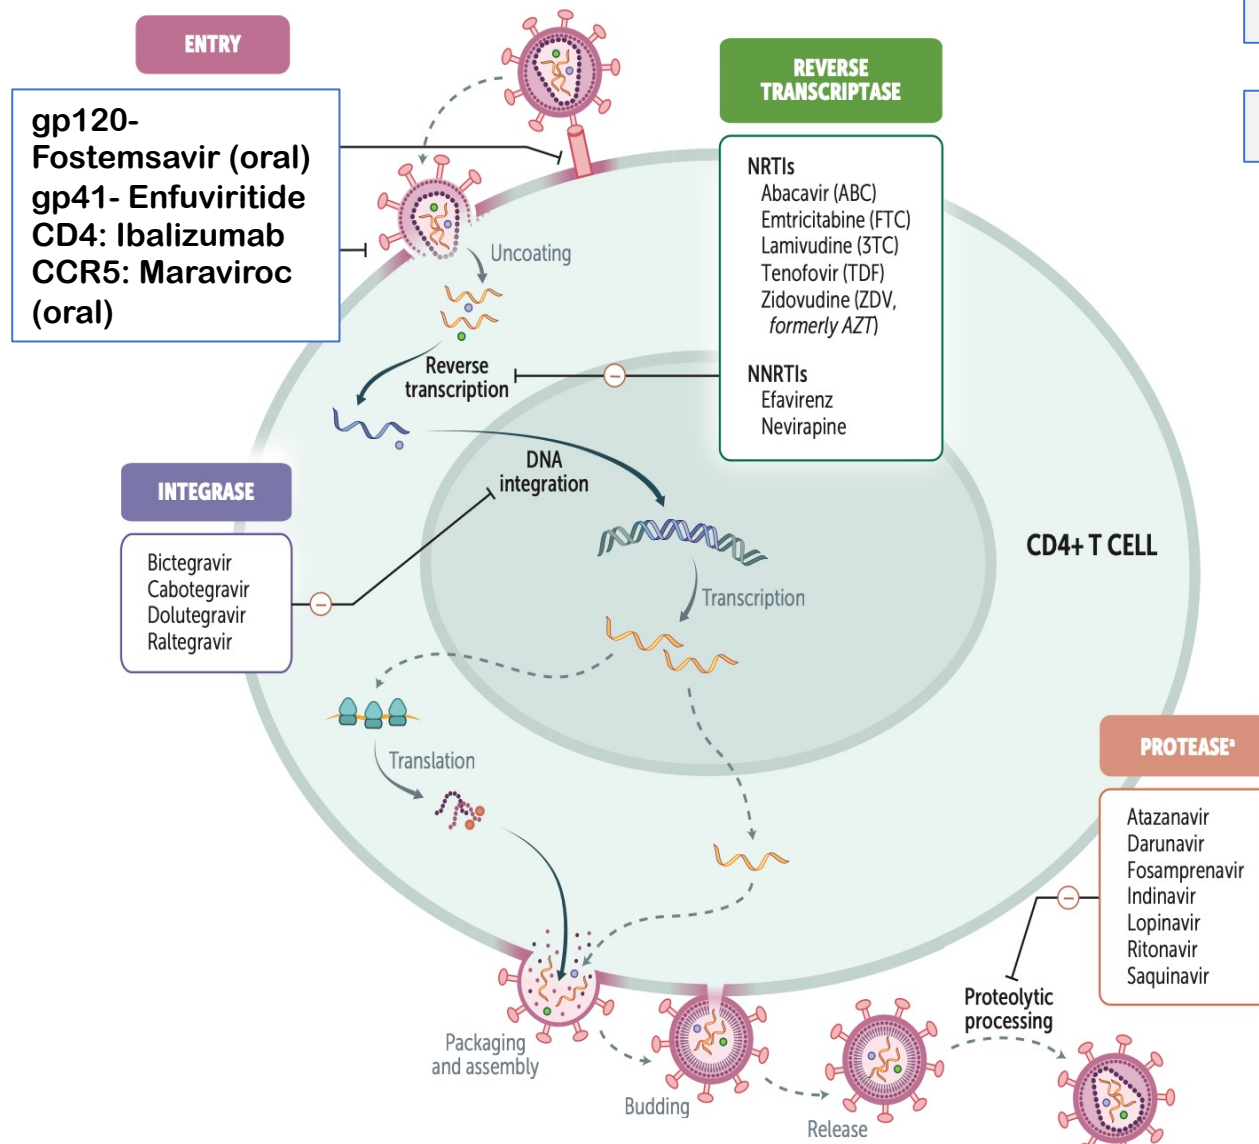 ENTRY
gp120-
Fostemsavir (oral)
gp41- Enfuviritide
CD4: Ibalizumab
CCR5: Maraviroc
(oral)
REVERSE
TRANSCRIPTASE
NRTIs
Abacavir (ABC)
Emtricitabine (FTC)
Lamivudine (3TC)
Tenofovir (TDF)
Zidovudine (ZDV,
formerly AZT)
NNRTIs
Efavirenz
Nevirapine
Uncoating
Reverse
transcription
DNA
integration
INTEGRASE
Bictegravir
Cabotegravir
Dolutegravir
Raltegravir
CD4+ T CELL
Transcription
Translation
PROTEASEª
Atazanavir
Darunavir
Fosamprenavir
Indinavir
Lopinavir
Ritonavir
Saquinavir
Proteolytic
processing
Packaging
and assembly
Budding
Release